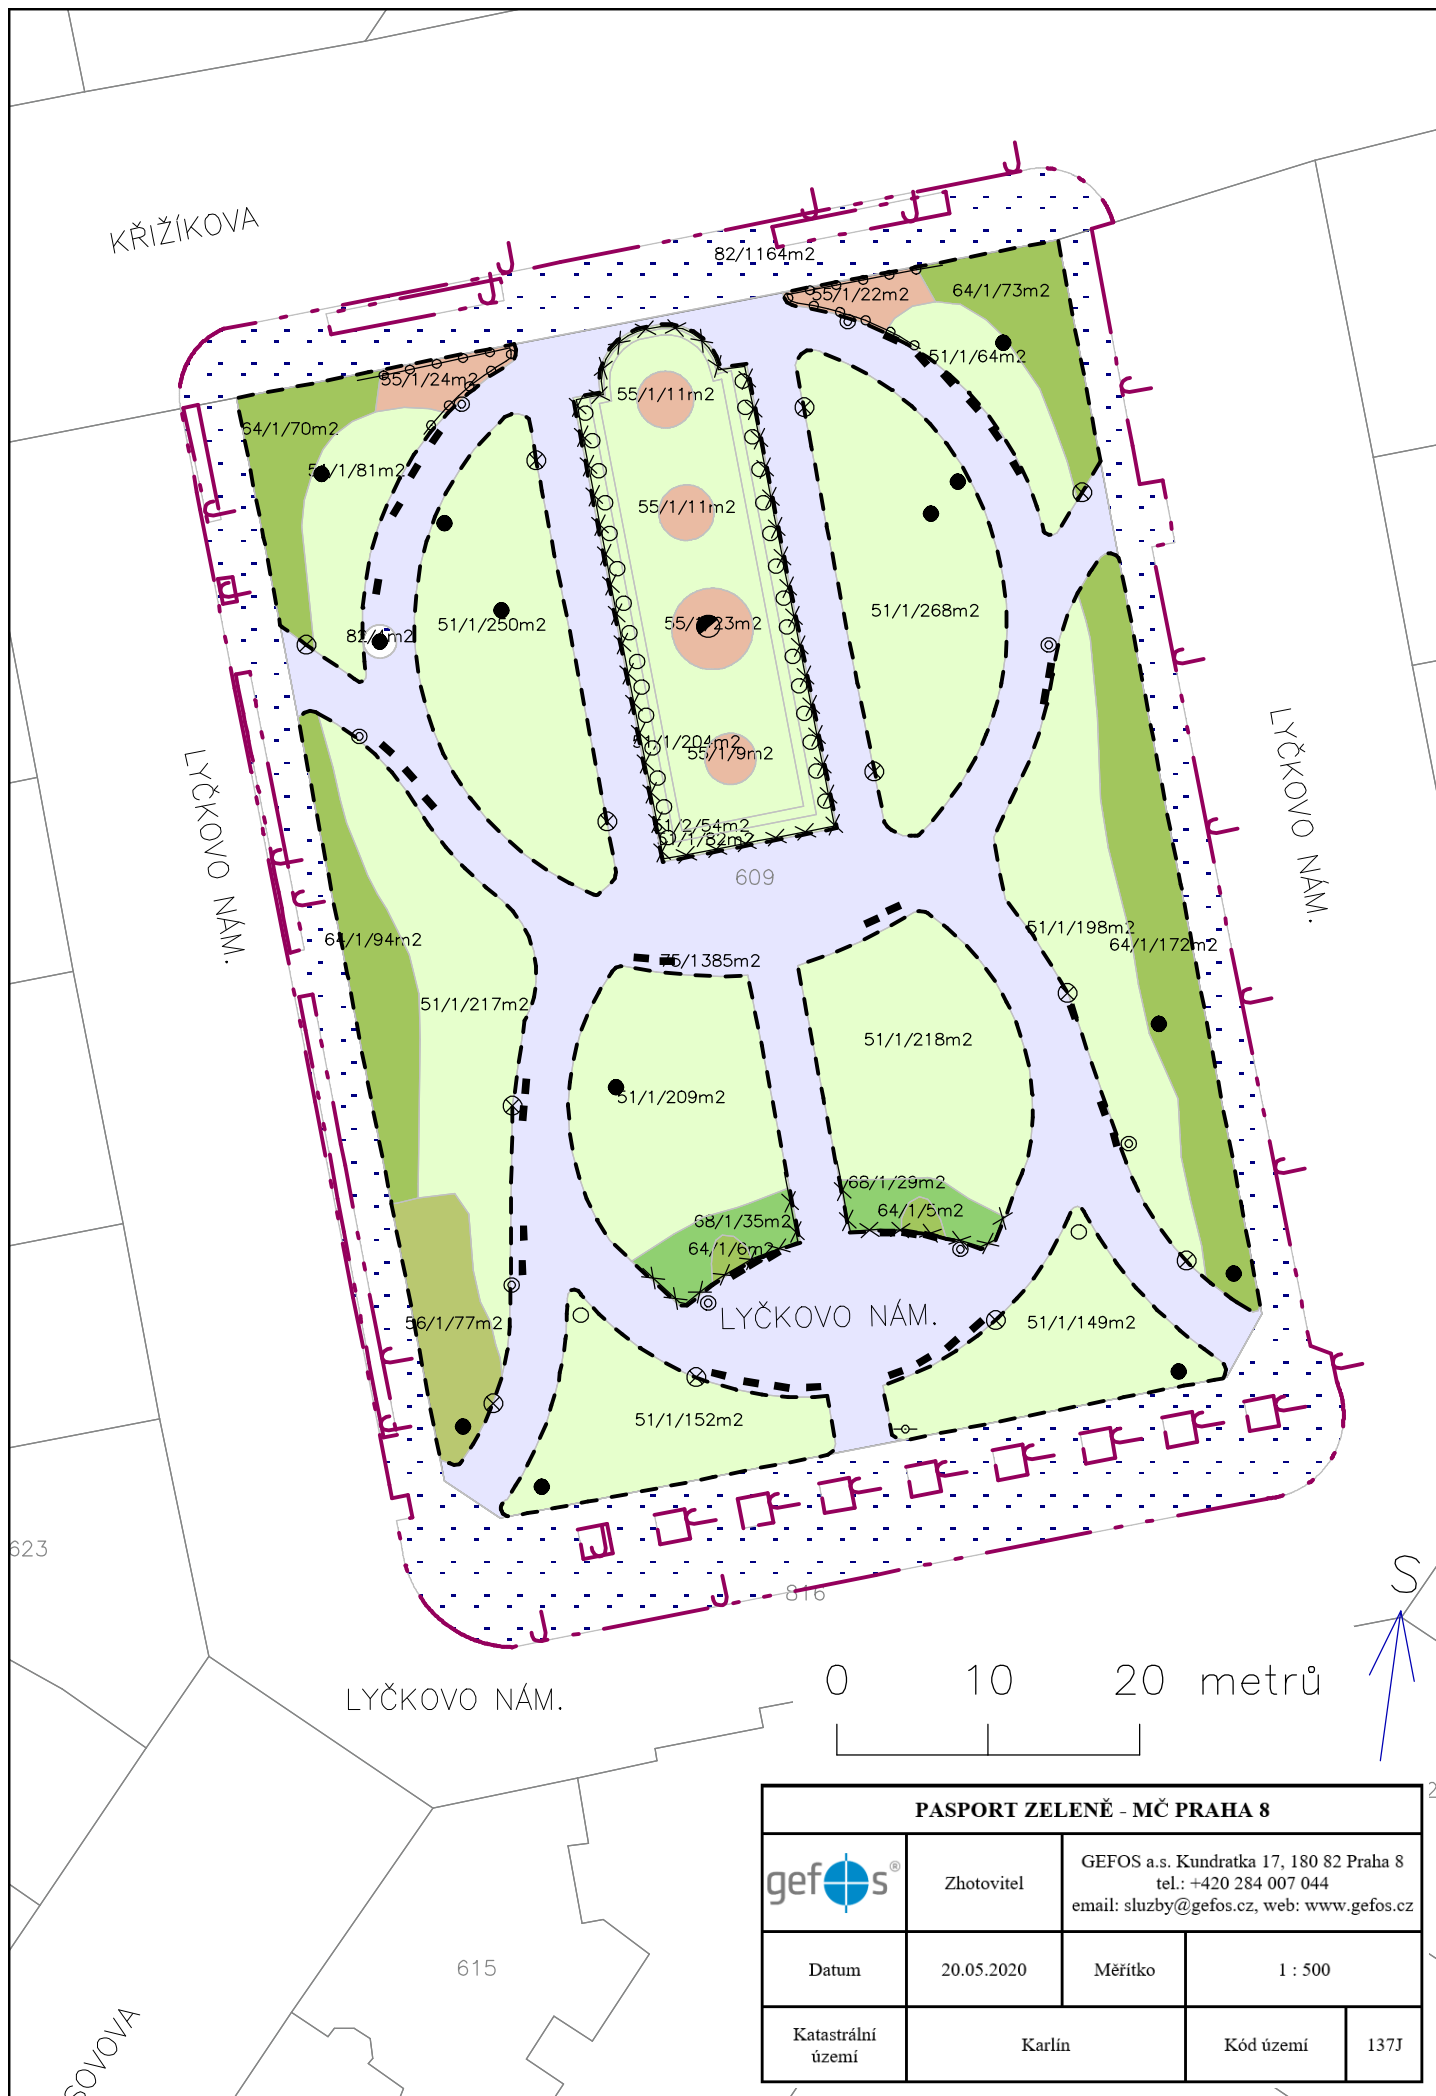 KŘIŽÍKOVA
82/1164m2
55/1/22m2
64/1/73m2
51/1/64m2
55/1/24m2
55/1/11m2
64/1/70m2
51/1/81m2
55/1/11m2
51/1/268m2
55/1/23m2
51/1/250m2
82/1m2
LYČKOVO NÁM.
LYČKOVO NÁM.
51/1/204m2
55/1/9m2
51/2/54m2
51/1/82m2
609
51/1/198m2
64/1/94m2
64/1/172m2
75/1385m2
51/1/217m2
51/1/218m2
51/1/209m2
68/1/29m2
64/1/5m2
68/1/35m2
64/1/6m2
LYČKOVO NÁM.
56/1/77m2
51/1/149m2
51/1/152m2
623
816
S
LYČKOVO NÁM.
0 10 20 metrů
PASPORT ZELENĚ - MČ PRAHA 8
gefos®
Zhotovitel
GEFOS a.s. Kundratka 17, 180 82 Praha 8
tel.: +420 284 007 044
email: sluzby@gefos.cz, web: www.gefos.cz
Datum 20.05.2020 Měřítko 1 : 500
Katastrální
území
Karlín Kód území 137J
615
SOVOVA
2